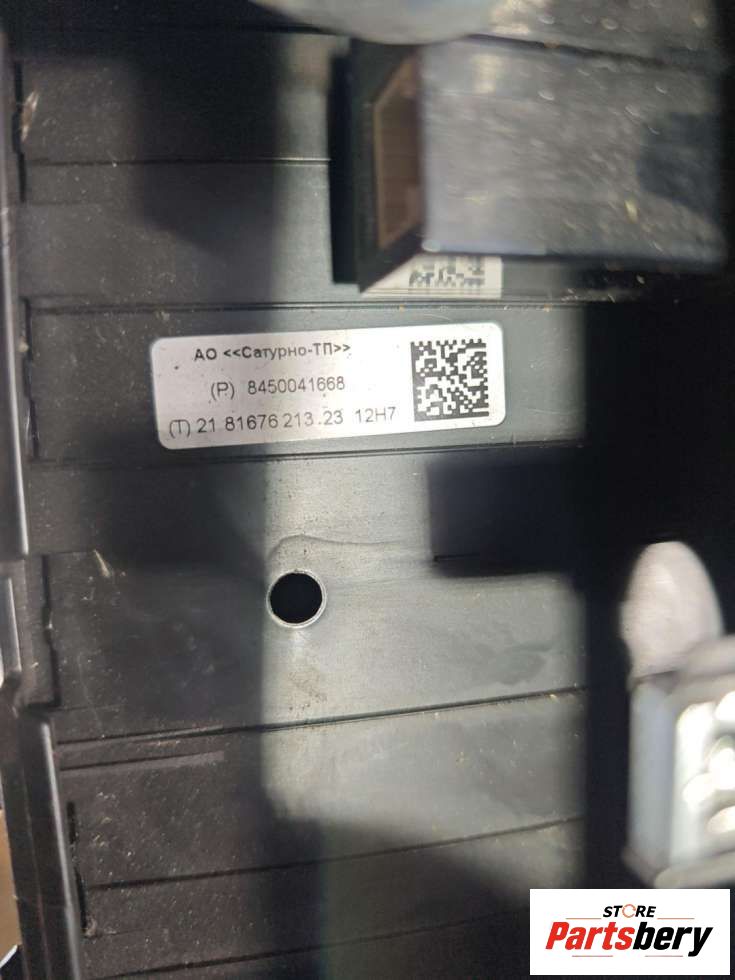 АО <<Сатурно-ТП>>
(P) 8450041668
(T) 21 81676 213 23 12H7
STORE
Partsbery